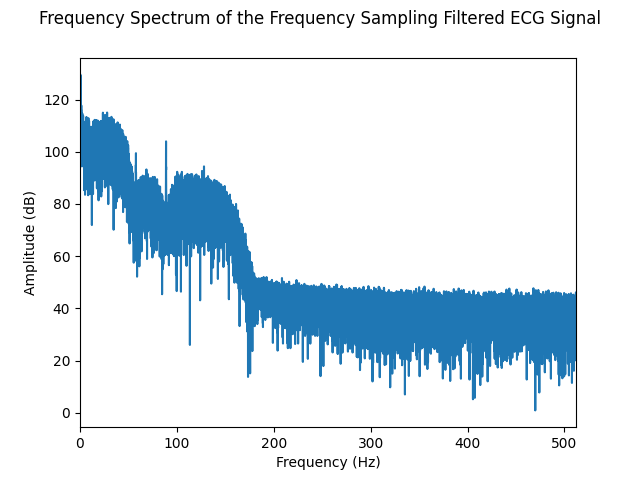 Frequency Spectrum of the Frequency Sampling Filtered ECG Signal
120
100
80
60
40
20
0
Amplitude (dB)
0 100 200 300 400 500
Frequency (Hz)